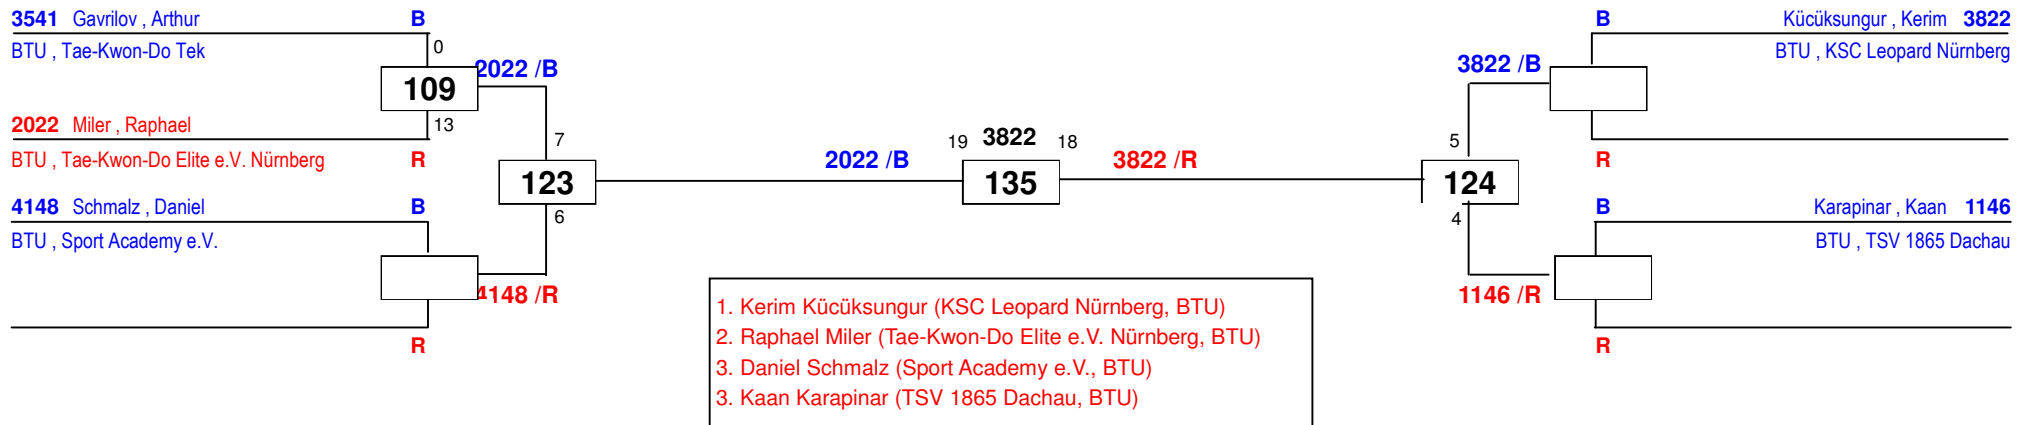 3541 Gavrilov , Arthur B
BTU , Tae-Kwon-Do Tek
0
109
2022 /B
13
2022 Miler , Raphael
BTU , Tae-Kwon-Do Elite e.V. Nürnberg R
7
123
6
4148 Schmalz , Daniel B
BTU , Sport Academy e.V.
4148 /R
R
2022 /B
19 3822 18
135
3822 /R
B Kücüksungur , Kerim 3822
BTU , KSC Leopard Nürnberg
3822 /B
R
5
124
4
B Karapinar , Kaan 1146
BTU , TSV 1865 Dachau
1146 /R
R
1. Kerim Kücüksungur (KSC Leopard Nürnberg, BTU)
2. Raphael Miler (Tae-Kwon-Do Elite e.V. Nürnberg, BTU)
3. Daniel Schmalz (Sport Academy e.V., BTU)
3. Kaan Karapinar (TSV 1865 Dachau, BTU)